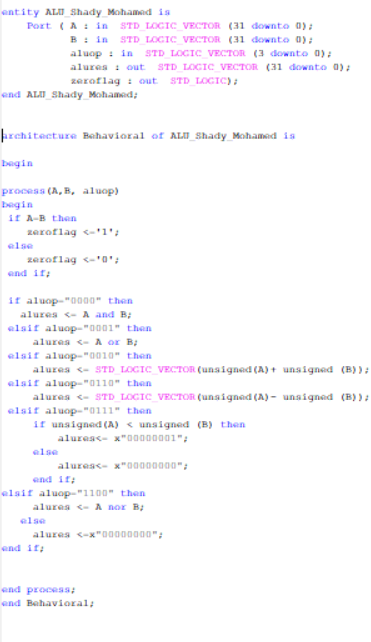 entity ALU_Shady_Mohamed is
    Port ( A : in  STD_LOGIC_VECTOR (31 downto 0);
           B : in  STD_LOGIC_VECTOR (31 downto 0);
           aluop : in  STD_LOGIC_VECTOR (3 downto 0);
           alures : out  STD_LOGIC_VECTOR (31 downto 0);
           zeroflag : out  STD_LOGIC);
end ALU_Shady_Mohamed;
architecture Behavioral of ALU_Shady_Mohamed is
begin
process(A,B, aluop)
begin
 if A=B then
    zeroflag <='1';
 else
    zeroflag <='0';
 end if;
 if aluop="0000" then
   alures <= A and B;
 elsif aluop="0001" then
     alures <= A or B;
 elsif aluop="0010" then
     alures <= STD_LOGIC_VECTOR(unsigned(A)+ unsigned (B));
 elsif aluop="0110" then
     alures <= STD_LOGIC_VECTOR(unsigned(A)- unsigned (B));
 elsif aluop="0111" then
     if unsigned(A) < unsigned (B) then
         alures<= x"00000001";
     else
         alures<= x"00000000";
     end if;
elsif aluop="1100" then
     alures <= A nor B;
   else
     alures <=x"00000000";
end if;
end process;
end Behavioral;